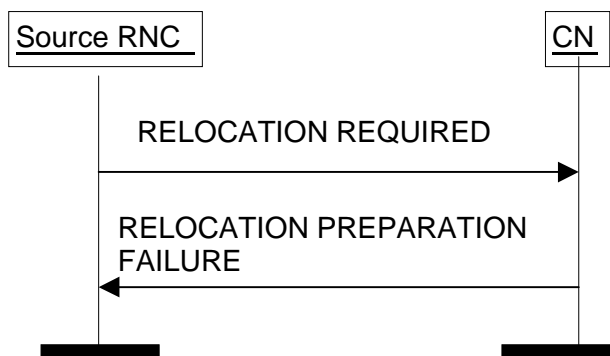 Source RNC
CN
RELOCATION REQUIRED
RELOCATION PREPARATION
FAILURE